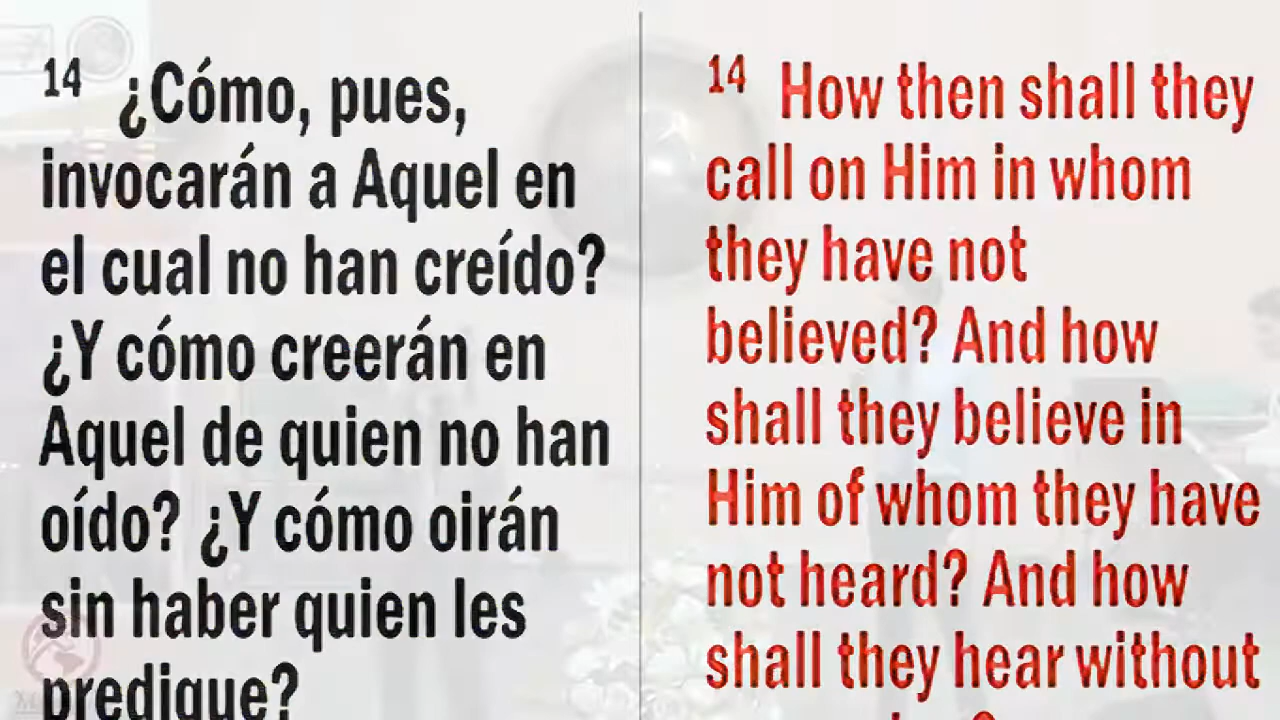 14 ¿Cómo, pues,
invocarán a Aquel en
el cual no han creído?
¿Y cómo creerán en
Aquel de quien no han
oído? ¿Y cómo oirán
sin haber quien les
predique?
14 How then shall they
call on Him in whom
they have not
believed? And how
shall they believe in
Him of whom they have
not heard? And how
shall they hear without